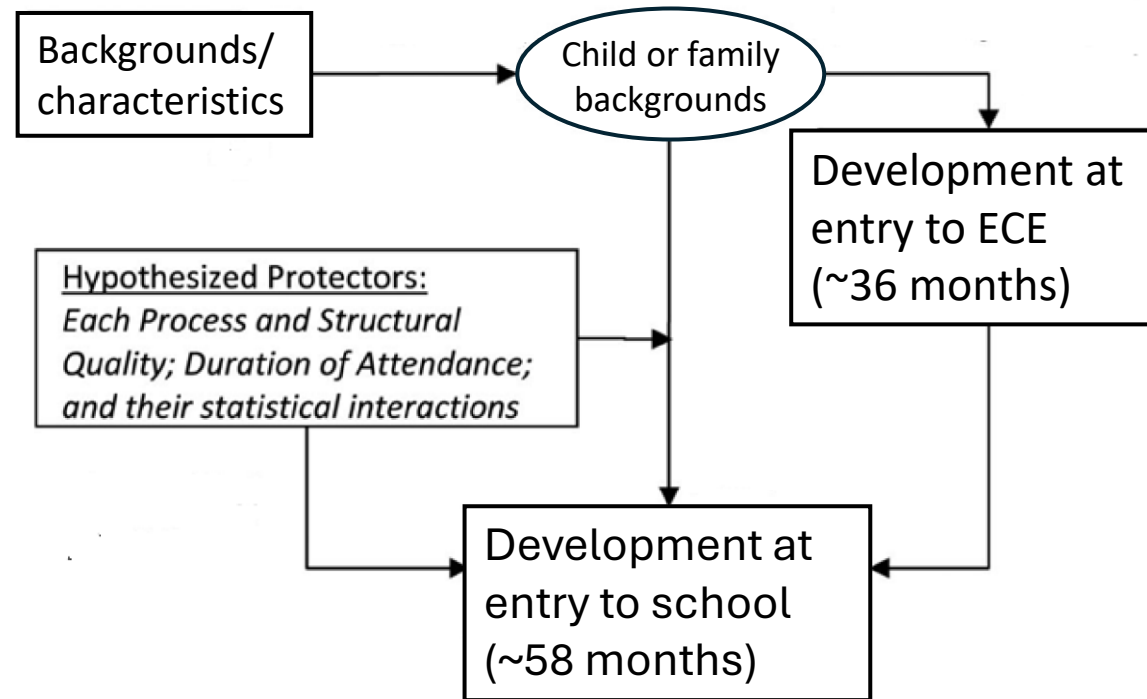 Backgrounds/
characteristics
Child or family
backgrounds
Development at
entry to ECE
(~36 months)
Hypothesized Protectors:
Each Process and Structural
Quality; Duration of Attendance;
and their statistical interactions
Development at
entry to school
(~58 months)